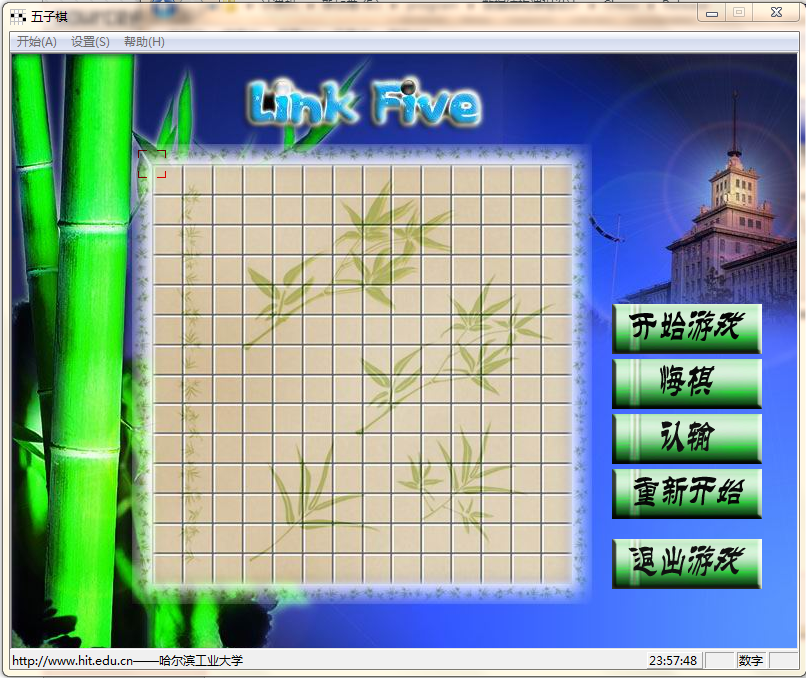 五子棋
开始(A) 设置(S) 帮助(H)
Link Five
开始游戏
悔棋
认输
重新开始
退出游戏
http://www.hit.edu.cn——哈尔滨工业大学
23:57:48
数字